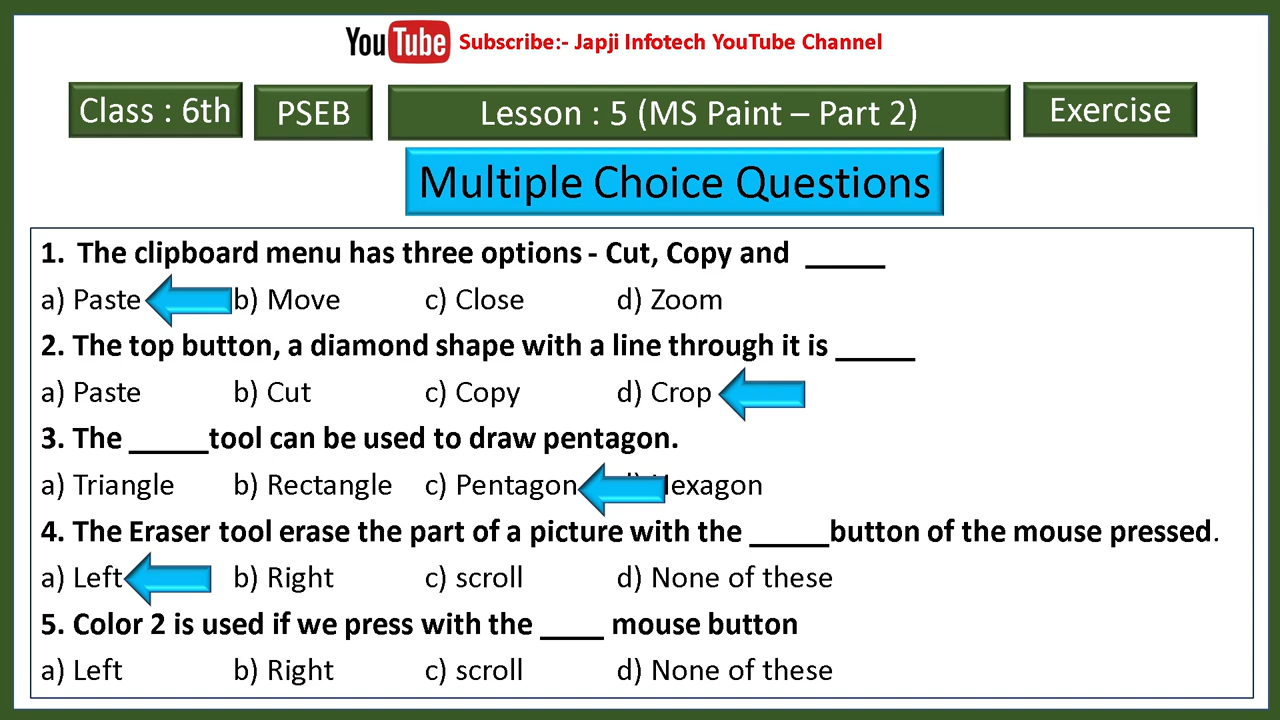 YouTube Subscribe:- Japji Infotech YouTube Channel
Class : 6th PSEB Lesson : 5 (MS Paint – Part 2) Exercise
Multiple Choice Questions
1. The clipboard menu has three options - Cut, Copy and _____
a) Paste b) Move c) Close d) Zoom
2. The top button, a diamond shape with a line through it is _____
a) Paste b) Cut c) Copy d) Crop
3. The _____tool can be used to draw pentagon.
a) Triangle b) Rectangle c) Pentagon d) Hexagon
4. The Eraser tool erase the part of a picture with the _____button of the mouse pressed.
a) Left b) Right c) scroll d) None of these
5. Color 2 is used if we press with the ____ mouse button
a) Left b) Right c) scroll d) None of these